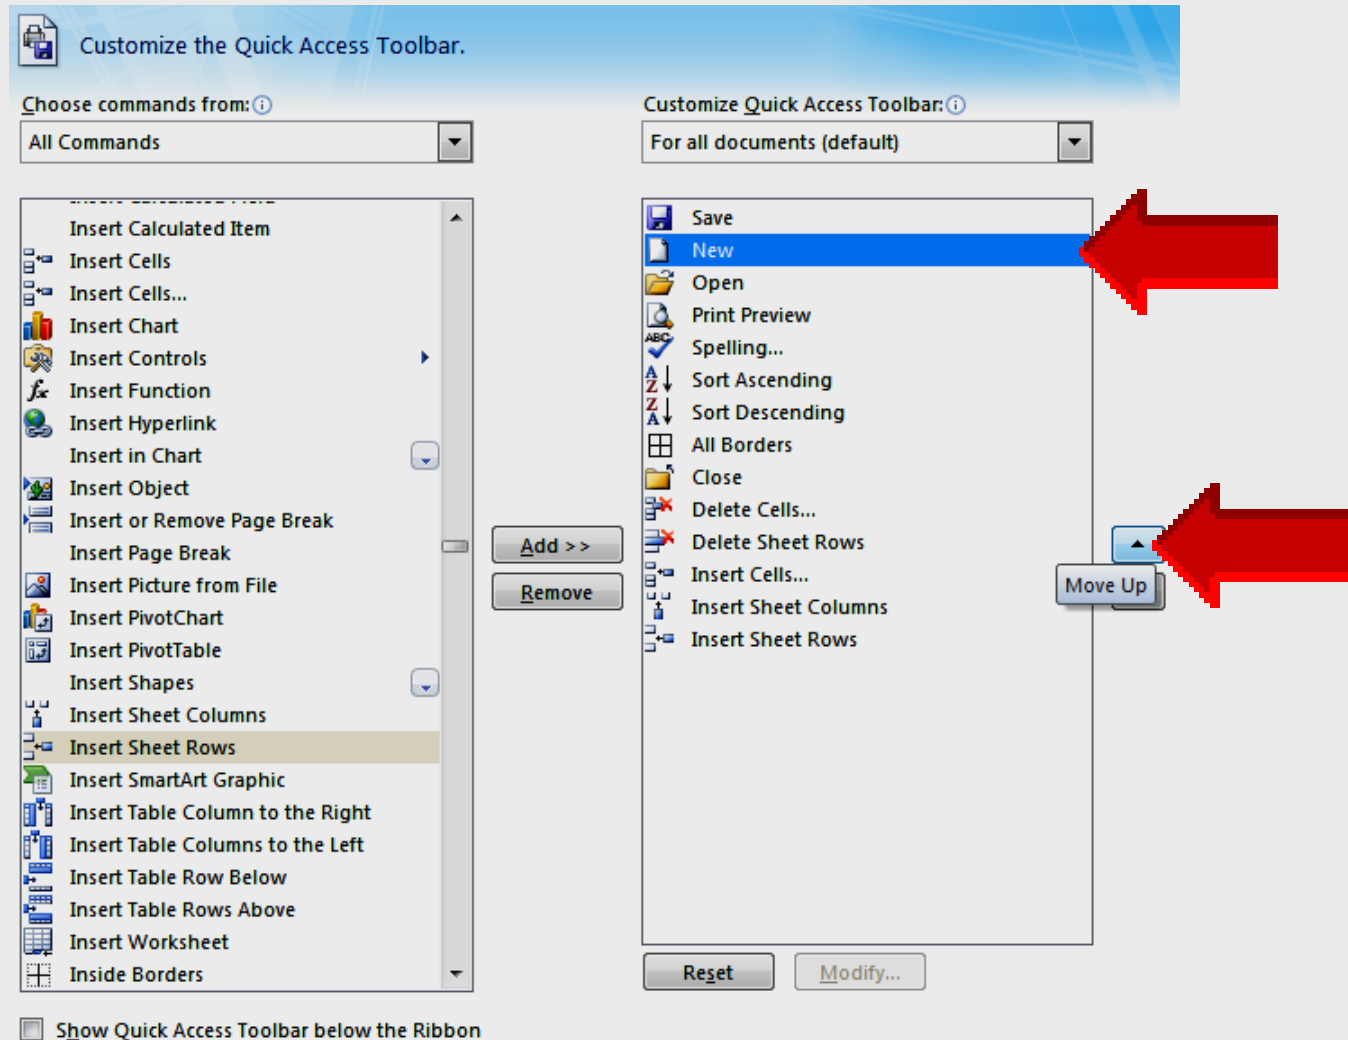 Customize the Quick Access Toolbar.
Choose commands from:
Customize Quick Access Toolbar:
All Commands
For all documents (default)
Insert Calculated Item
Insert Cells
Insert Cells...
Insert Chart
Insert Controls
Insert Function
Insert Hyperlink
Insert in Chart
Insert Object
Insert or Remove Page Break
Insert Page Break
Insert Picture from File
Insert PivotChart
Insert PivotTable
Insert Shapes
Insert Sheet Columns
Insert Sheet Rows
Insert SmartArt Graphic
Insert Table Column to the Right
Insert Table Columns to the Left
Insert Table Row Below
Insert Table Rows Above
Insert Worksheet
Inside Borders
Add >>
Remove
Save
New
Open
Print Preview
Spelling...
Sort Ascending
Sort Descending
All Borders
Close
Delete Cells...
Delete Sheet Rows
Insert Cells...
Insert Sheet Columns
Insert Sheet Rows
Move Up
Reset
Modify...
Show Quick Access Toolbar below the Ribbon